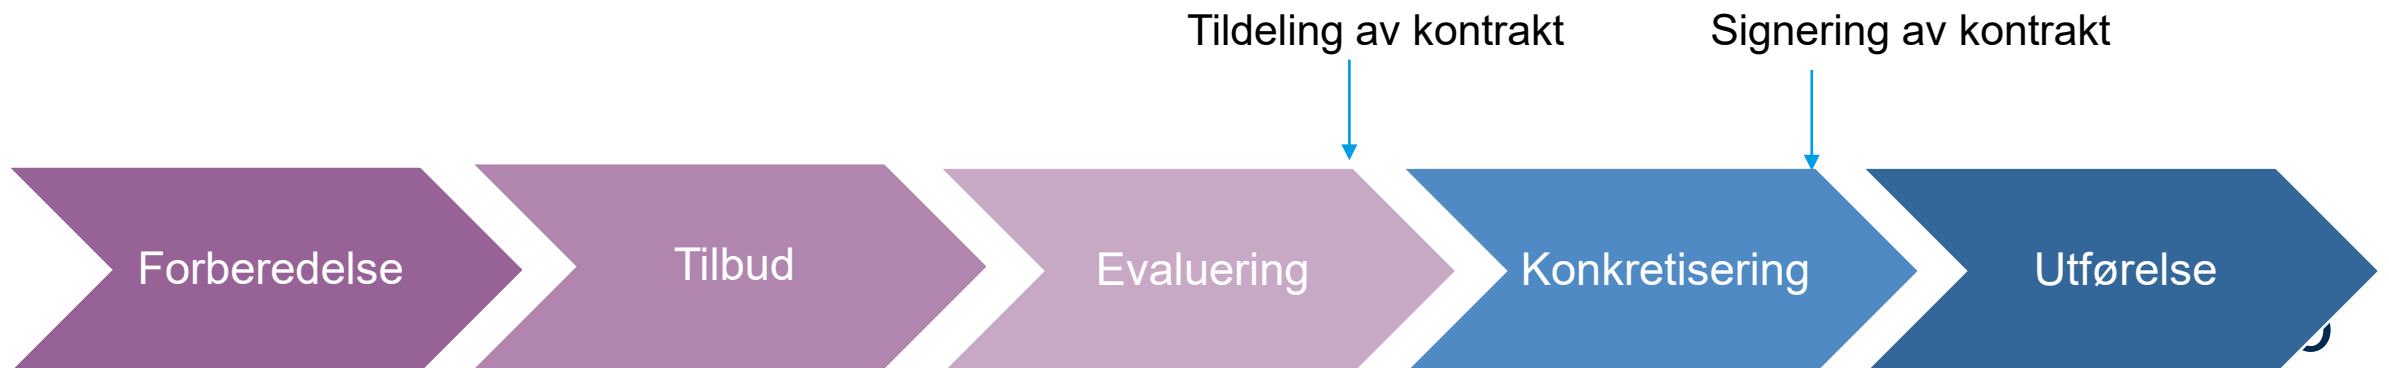 Tildeling av kontrakt
Signering av kontrakt
Forberedelse
Tilbud
Evaluering
Konkretisering
Utførelse